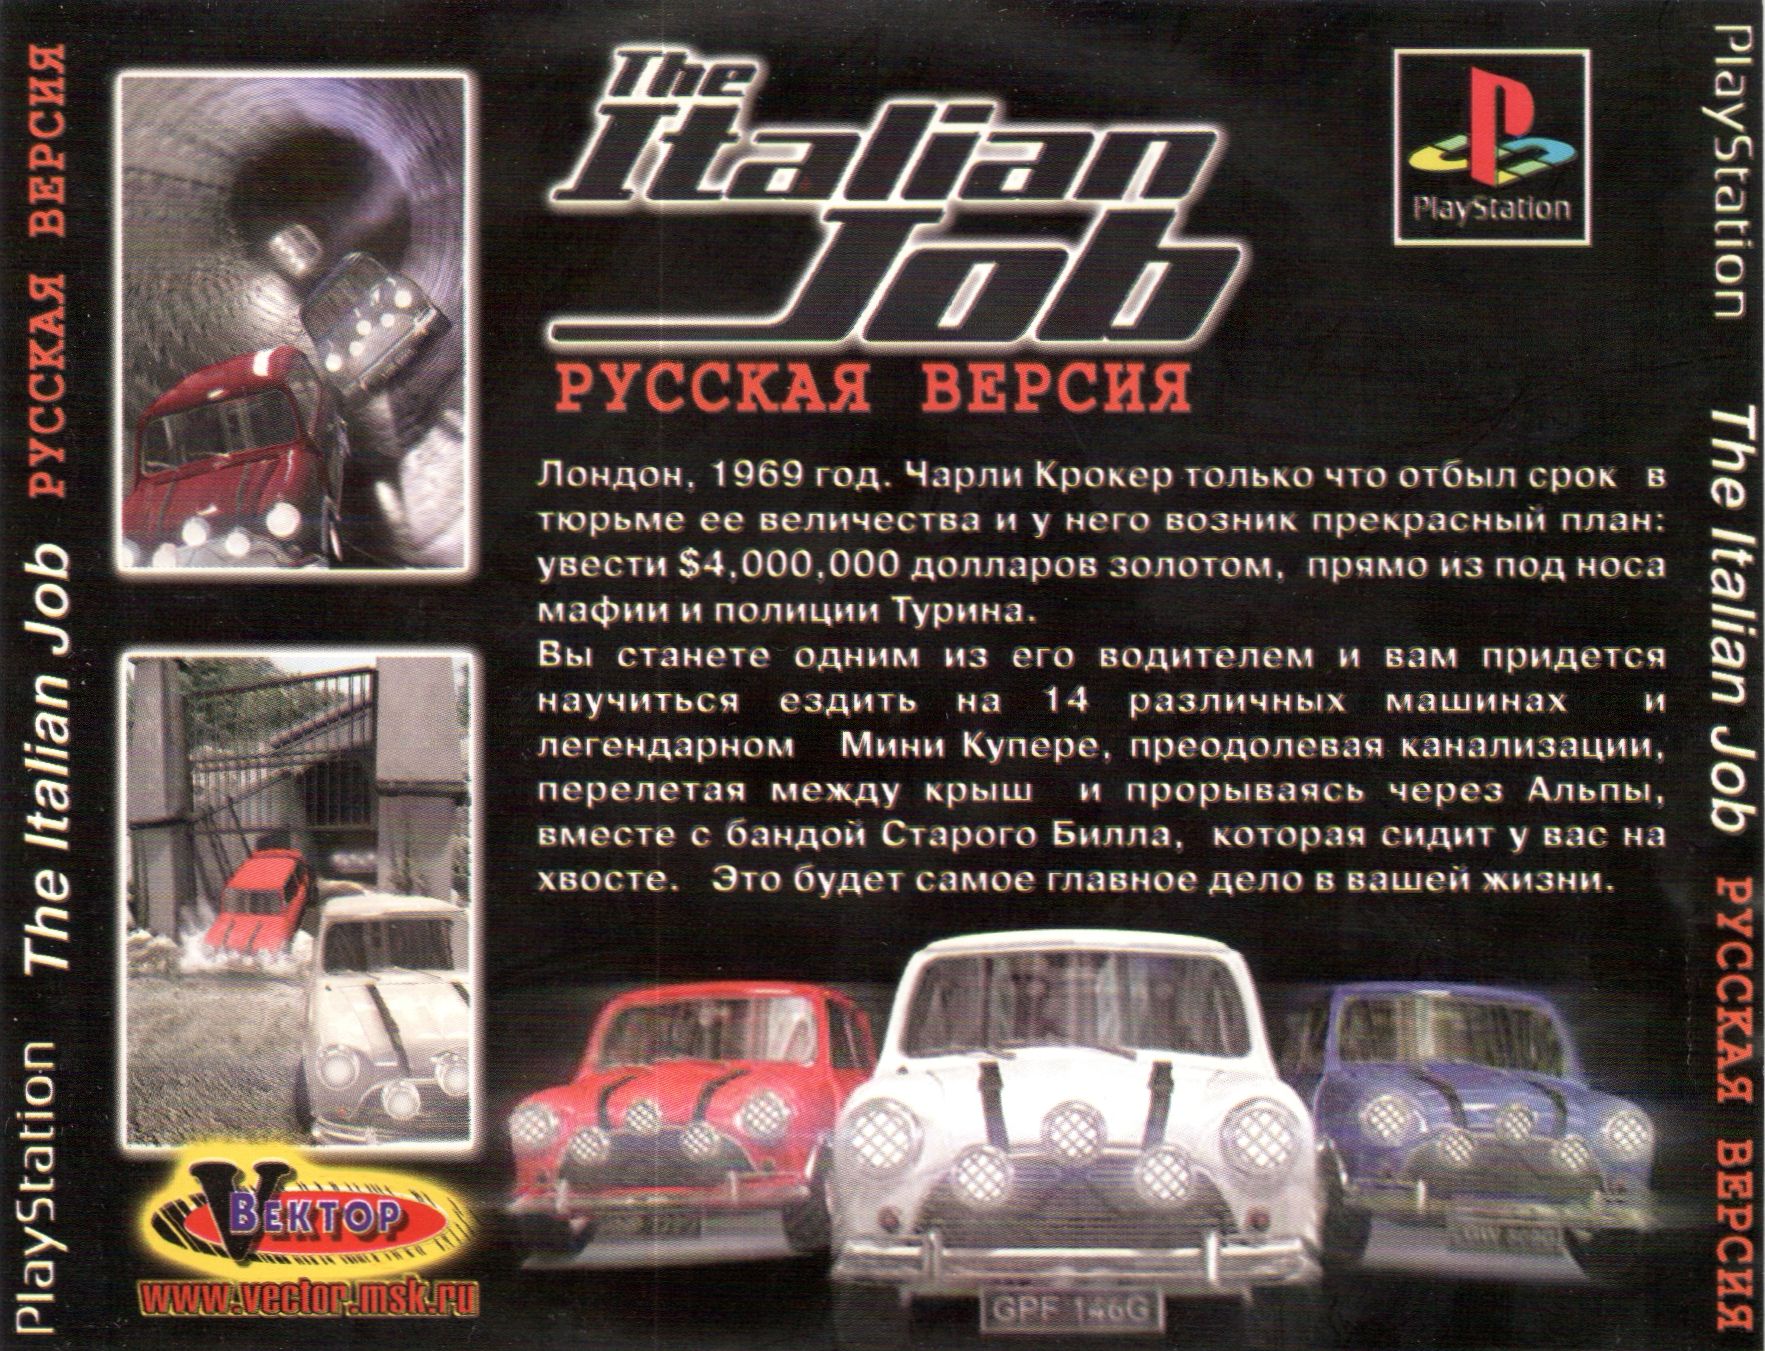 PlayStation The Italian Job РУССКАЯ ВЕРСИЯ
The
Italian
Job
РУССКАЯ ВЕРСИЯ
PlayStation
Лондон, 1969 год. Чарли Крокер только что отбыл срок в
тюрьме ее величества и у него возник прекрасный план:
увести $4,000,000 долларов золотом, прямо из под носа
мафии и полиции Турина.
Вы станете одним из его водителем и вам придется
научиться ездить на 14 различных машинах и
легендарном Мини Купере, преодолевая канализации,
перелетая между крыш и прорываясь через Альпы,
вместе с бандой Старого Билла, которая сидит у вас на
хвосте. Это будет самое главное дело в вашей жизни.
Вектор
www.vector.msk.ru
GPF 146G
PlayStation The Italian Job РУССКАЯ ВЕРСИЯ